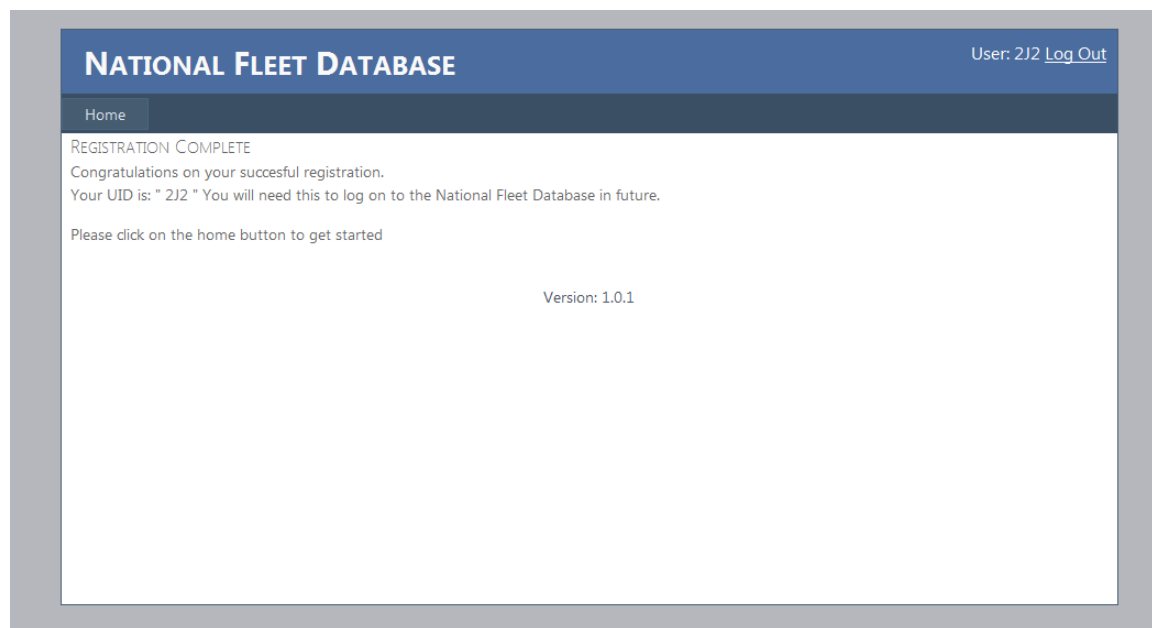 National Fleet Database
User: 2J2 Log Out
Home
Registration Complete
Congratulations on your succesful registration.
Your UID is: " 2J2 " You will need this to log on to the National Fleet Database in future.
Please click on the home button to get started
Version: 1.0.1